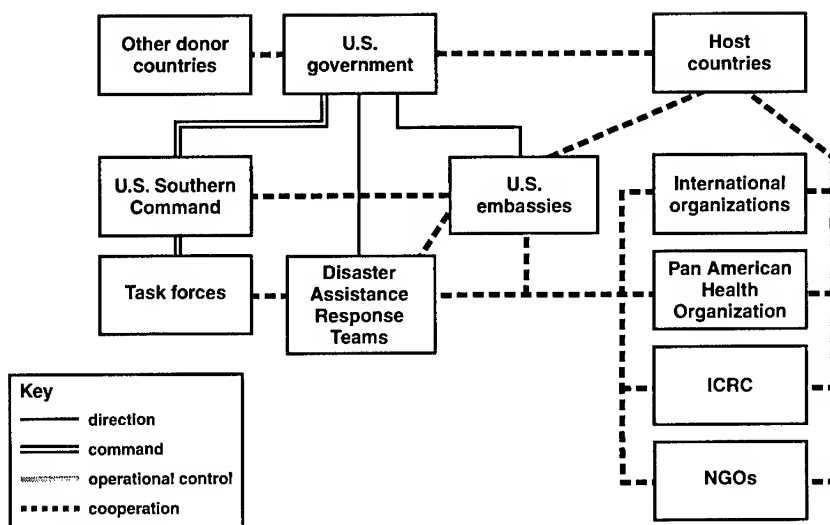 Other donor
countries
U.S.
government
Host
countries
U.S. Southern
Command
U.S.
embassies
International
organizations
Task forces
Disaster
Assistance
Response
Teams
Pan American
Health
Organization
ICRC
NGOs
Key
direction
command
operational control
cooperation